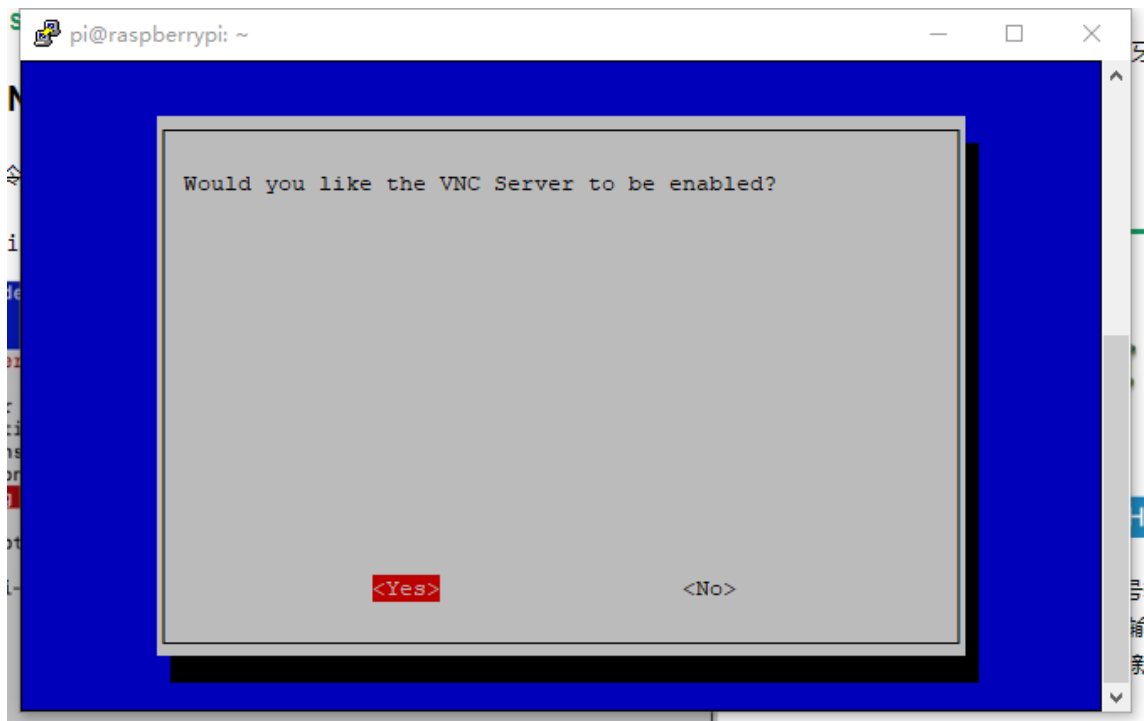 pi@raspberrypi: ~
Would you like the VNC Server to be enabled?
<Yes>
<No>